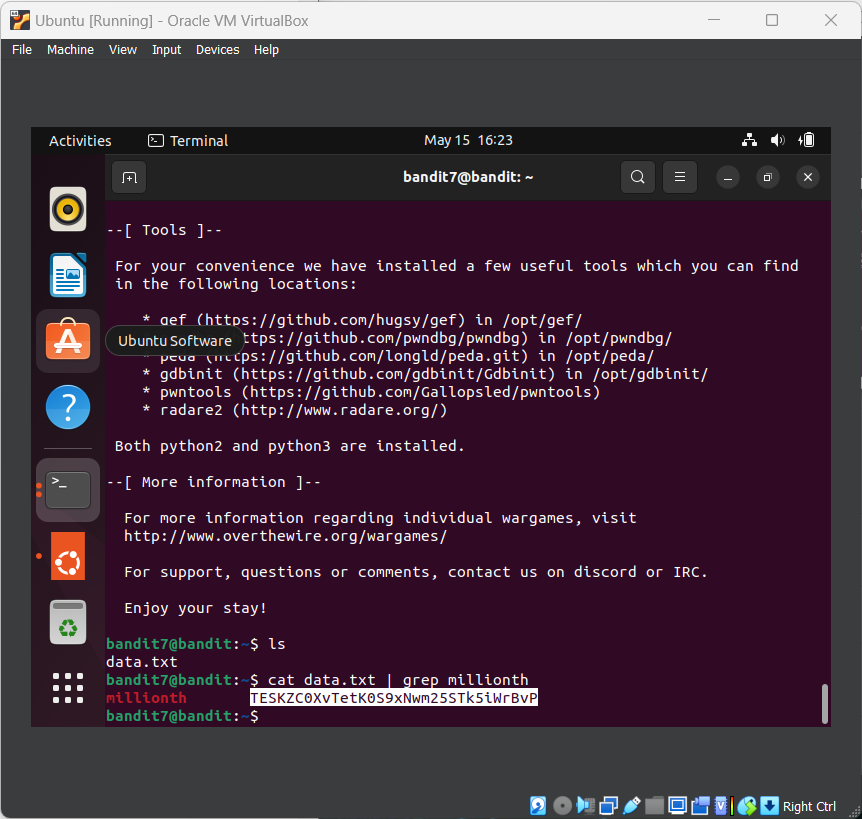 Ubuntu [Running] - Oracle VM VirtualBox
File Machine View Input Devices Help
Activities Terminal May 15 16:23
bandit7@bandit: ~
--[ Tools ]--
For your convenience we have installed a few useful tools which you can find
in the following locations:
* gef (https://github.com/hugsy/gef) in /opt/gef/
Ubuntu Software
ttps://github.com/pwndbg/pwndbg) in /opt/pwndbg/
* peda (https://github.com/longld/peda.git) in /opt/peda/
* gdbinit (https://github.com/gdbinit/Gdbinit) in /opt/gdbinit/
* pwntools (https://github.com/Gallopsled/pwntools)
* radare2 (http://www.radare.org/)
Both python2 and python3 are installed.
--[ More information ]--
For more information regarding individual wargames, visit
http://www.overthewire.org/wargames/
For support, questions or comments, contact us on discord or IRC.
Enjoy your stay!
bandit7@bandit:~$ ls
data.txt
bandit7@bandit:~$ cat data.txt | grep millionth
millionth TESKZC0XvTetK0S9xNwm25STk5iWrBvP
bandit7@bandit:~$
Right Ctrl